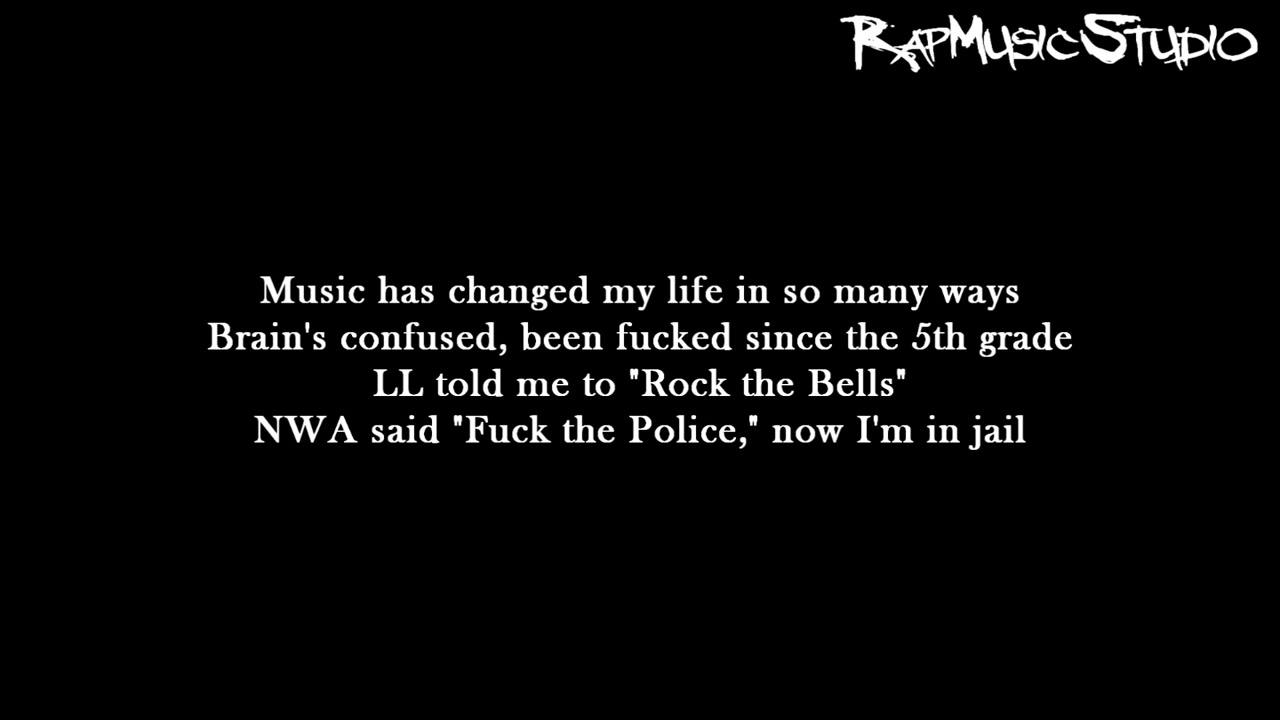 RapMusicStudio
Music has changed my life in so many ways
Brain's confused, been fucked since the 5th grade
LL told me to "Rock the Bells"
NWA said "Fuck the Police," now I'm in jail